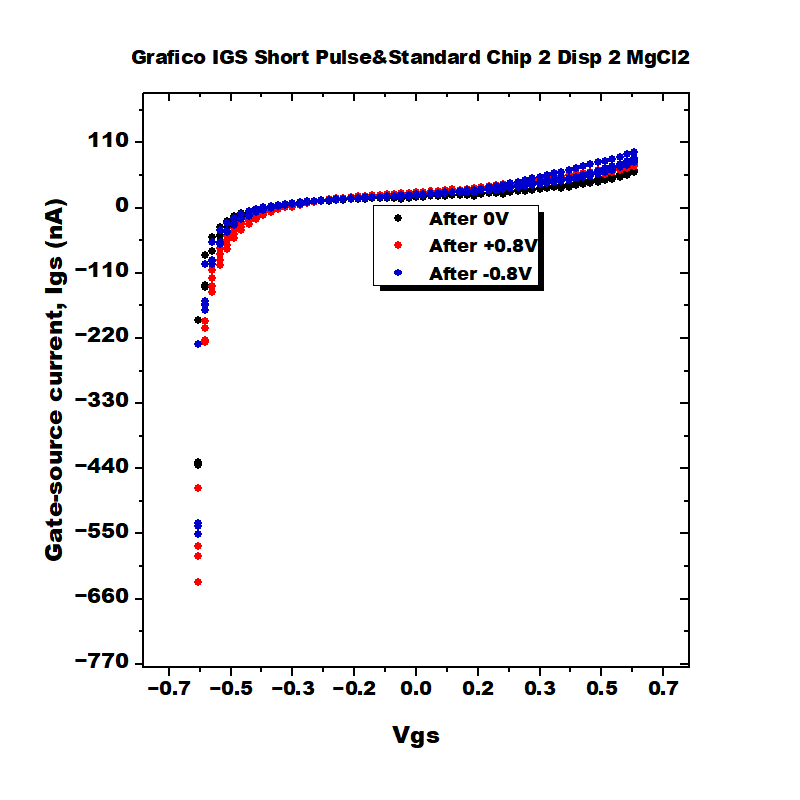 Grafico IGS Short Pulse&Standard Chip 2 Disp 2 MgCl2
110
0
−110
−220
−330
−440
−550
−660
−770
Gate-source current, Igs (nA)
After 0V
After +0.8V
After -0.8V
−0.7 −0.5 −0.3 −0.2 0.0 0.2 0.3 0.5 0.7
Vgs